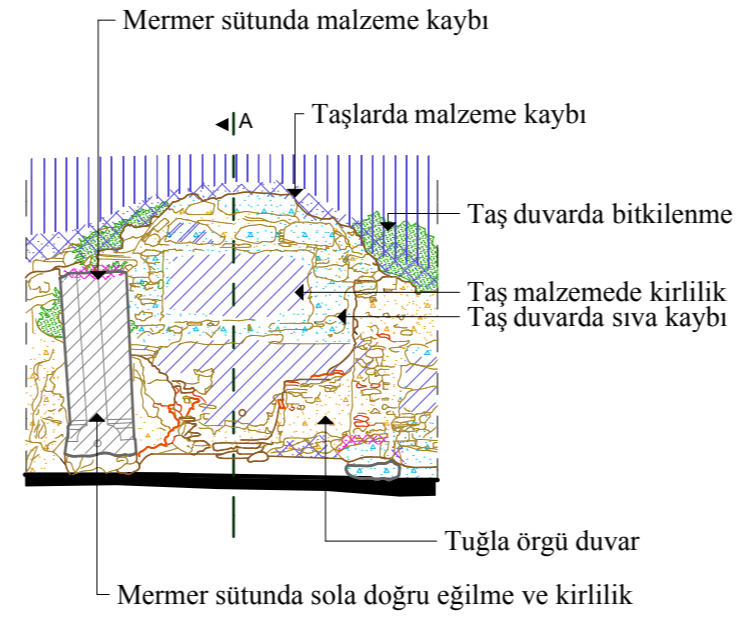 Mermer sütunda malzeme kaybı
A
Taşlarda malzeme kaybı
Taş duvarda bitkilenme
Taş malzemede kirlilik
Taş duvarda sıva kaybı
Tuğla örgü duvar
Mermer sütunda sola doğru eğilme ve kirlilik